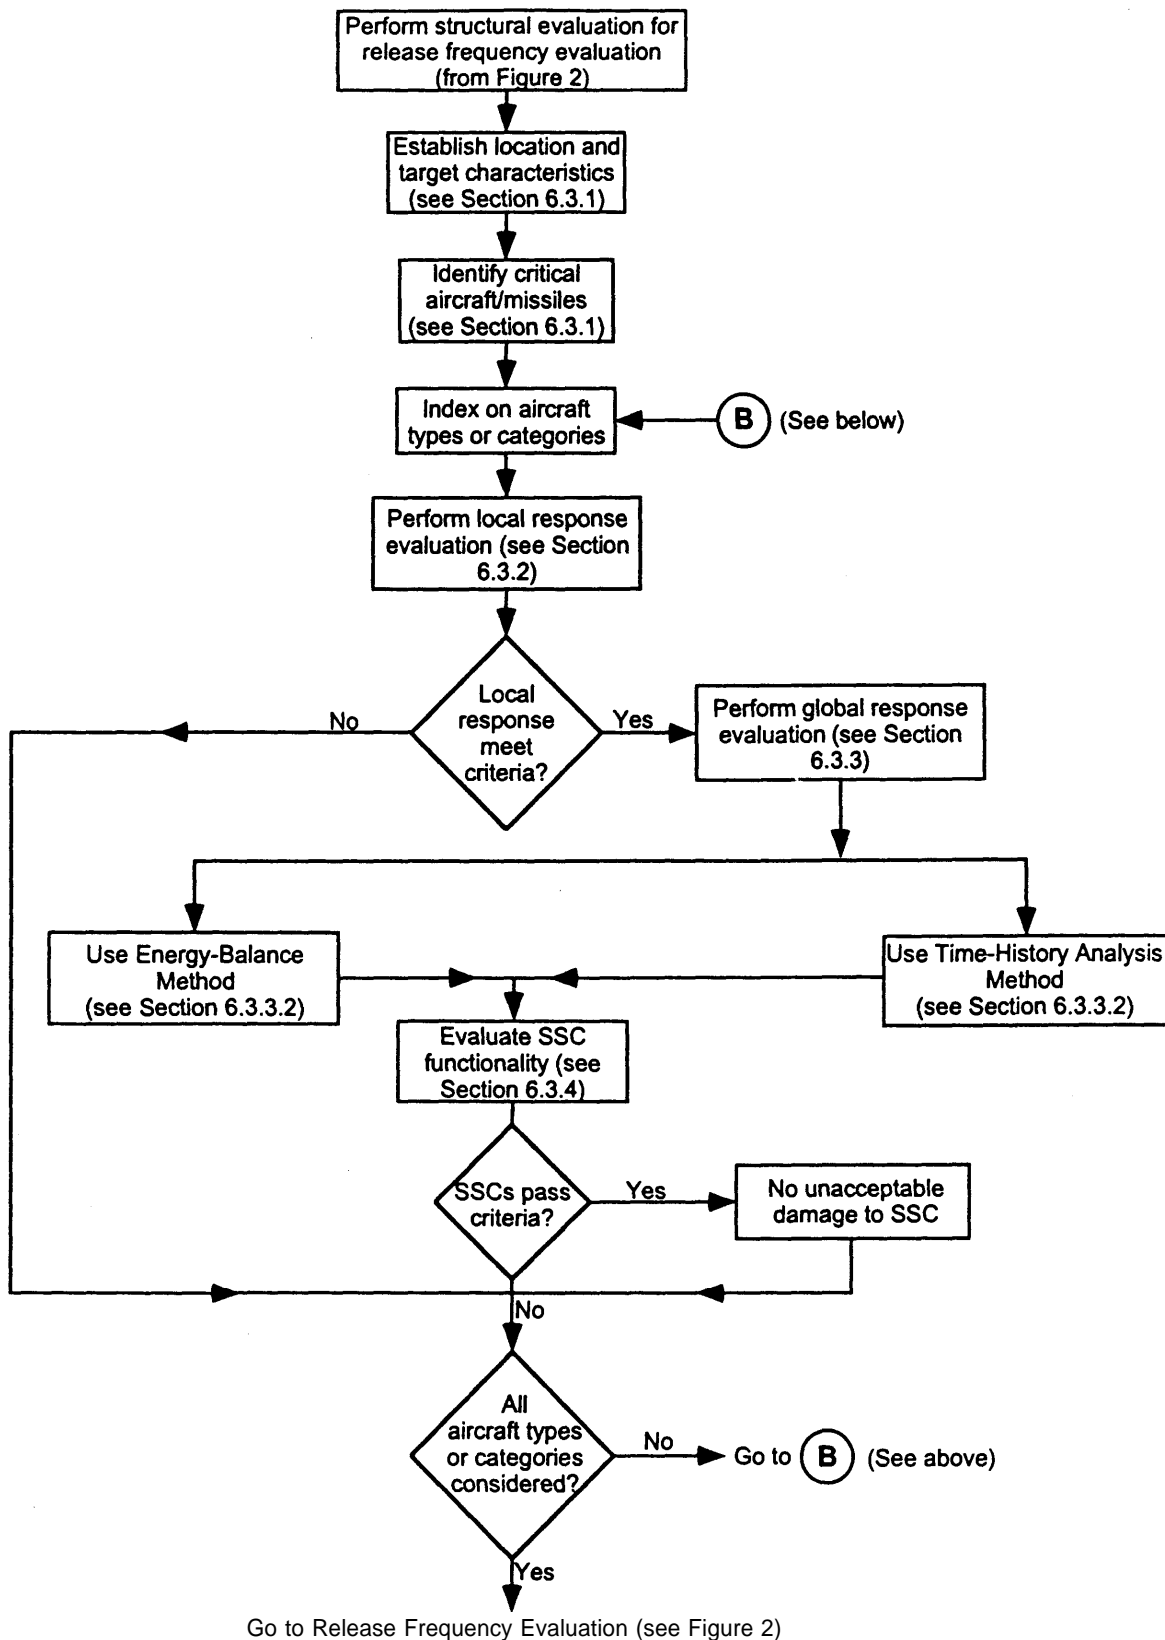 Perform structural evaluation for
release frequency evaluation
(from Figure 2)
Establish location and
target characteristics
(see Section 6.3.1)
Identify critical
aircraft/missiles
(see Section 6.3.1)
Index on aircraft
types or categories
B (See below)
Perform local response
evaluation (see Section
6.3.2)
Local
response
meet
criteria?
No
Yes
Perform global response
evaluation (see Section
6.3.3)
Use Energy-Balance
Method
(see Section 6.3.3.2)
Use Time-History Analysis
Method
(see Section 6.3.3.2)
Evaluate SSC
functionality (see
Section 6.3.4)
SSCs pass
criteria?
Yes
No unacceptable
damage to SSC
No
All
aircraft types
or categories
considered?
No
Go to B (See above)
Yes
Go to Release Frequency Evaluation (see Figure 2)